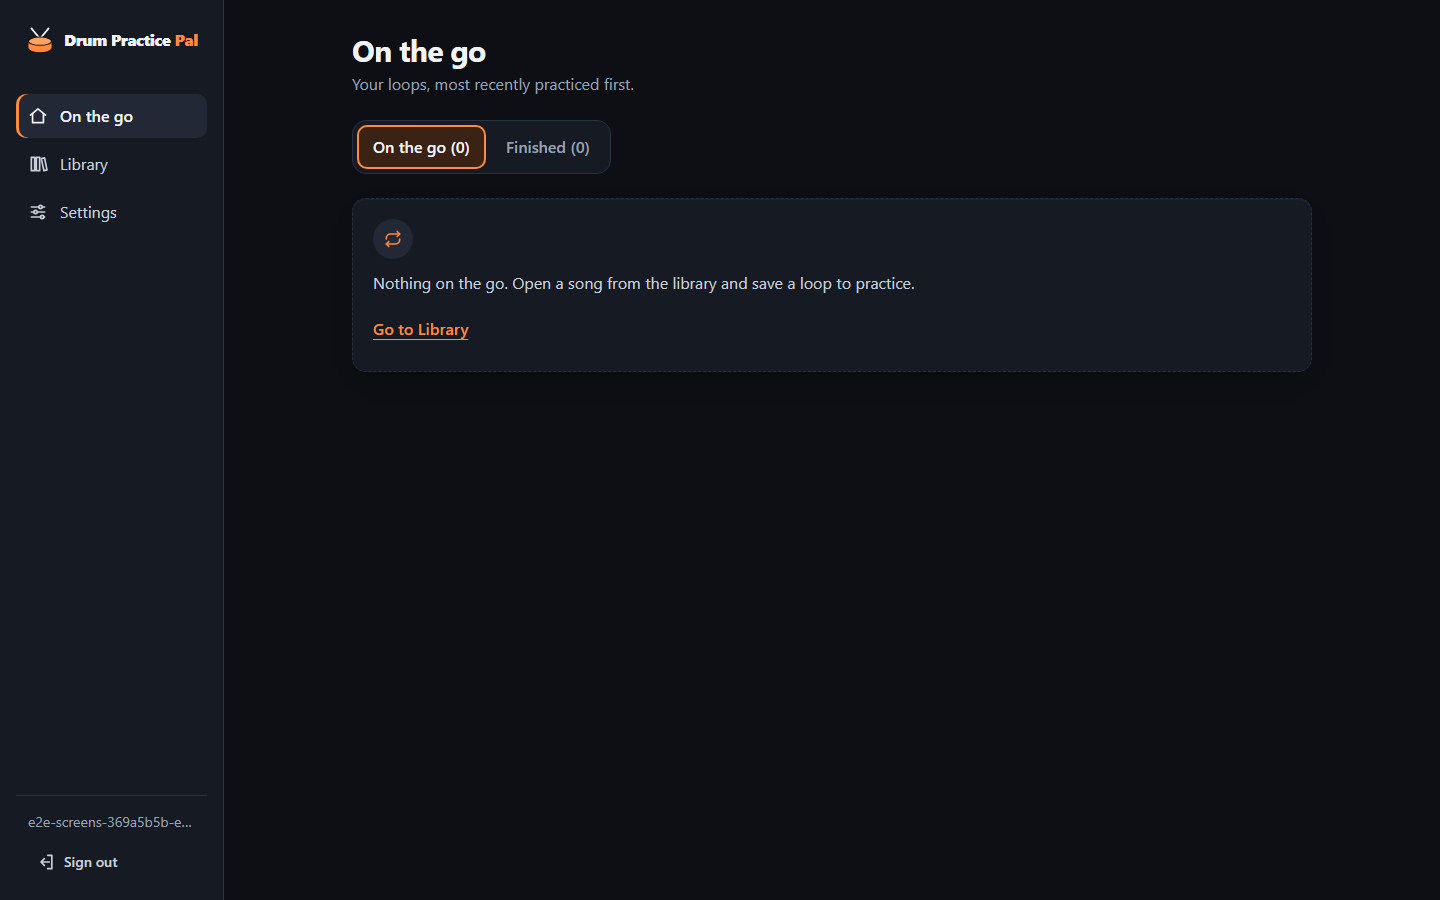 Drum Practice Pal
On the go
Library
Settings
e2e-screens-369a5b5b-e...
Sign out
On the go
Your loops, most recently practiced first.
On the go (0)
Finished (0)
Nothing on the go. Open a song from the library and save a loop to practice.
Go to Library